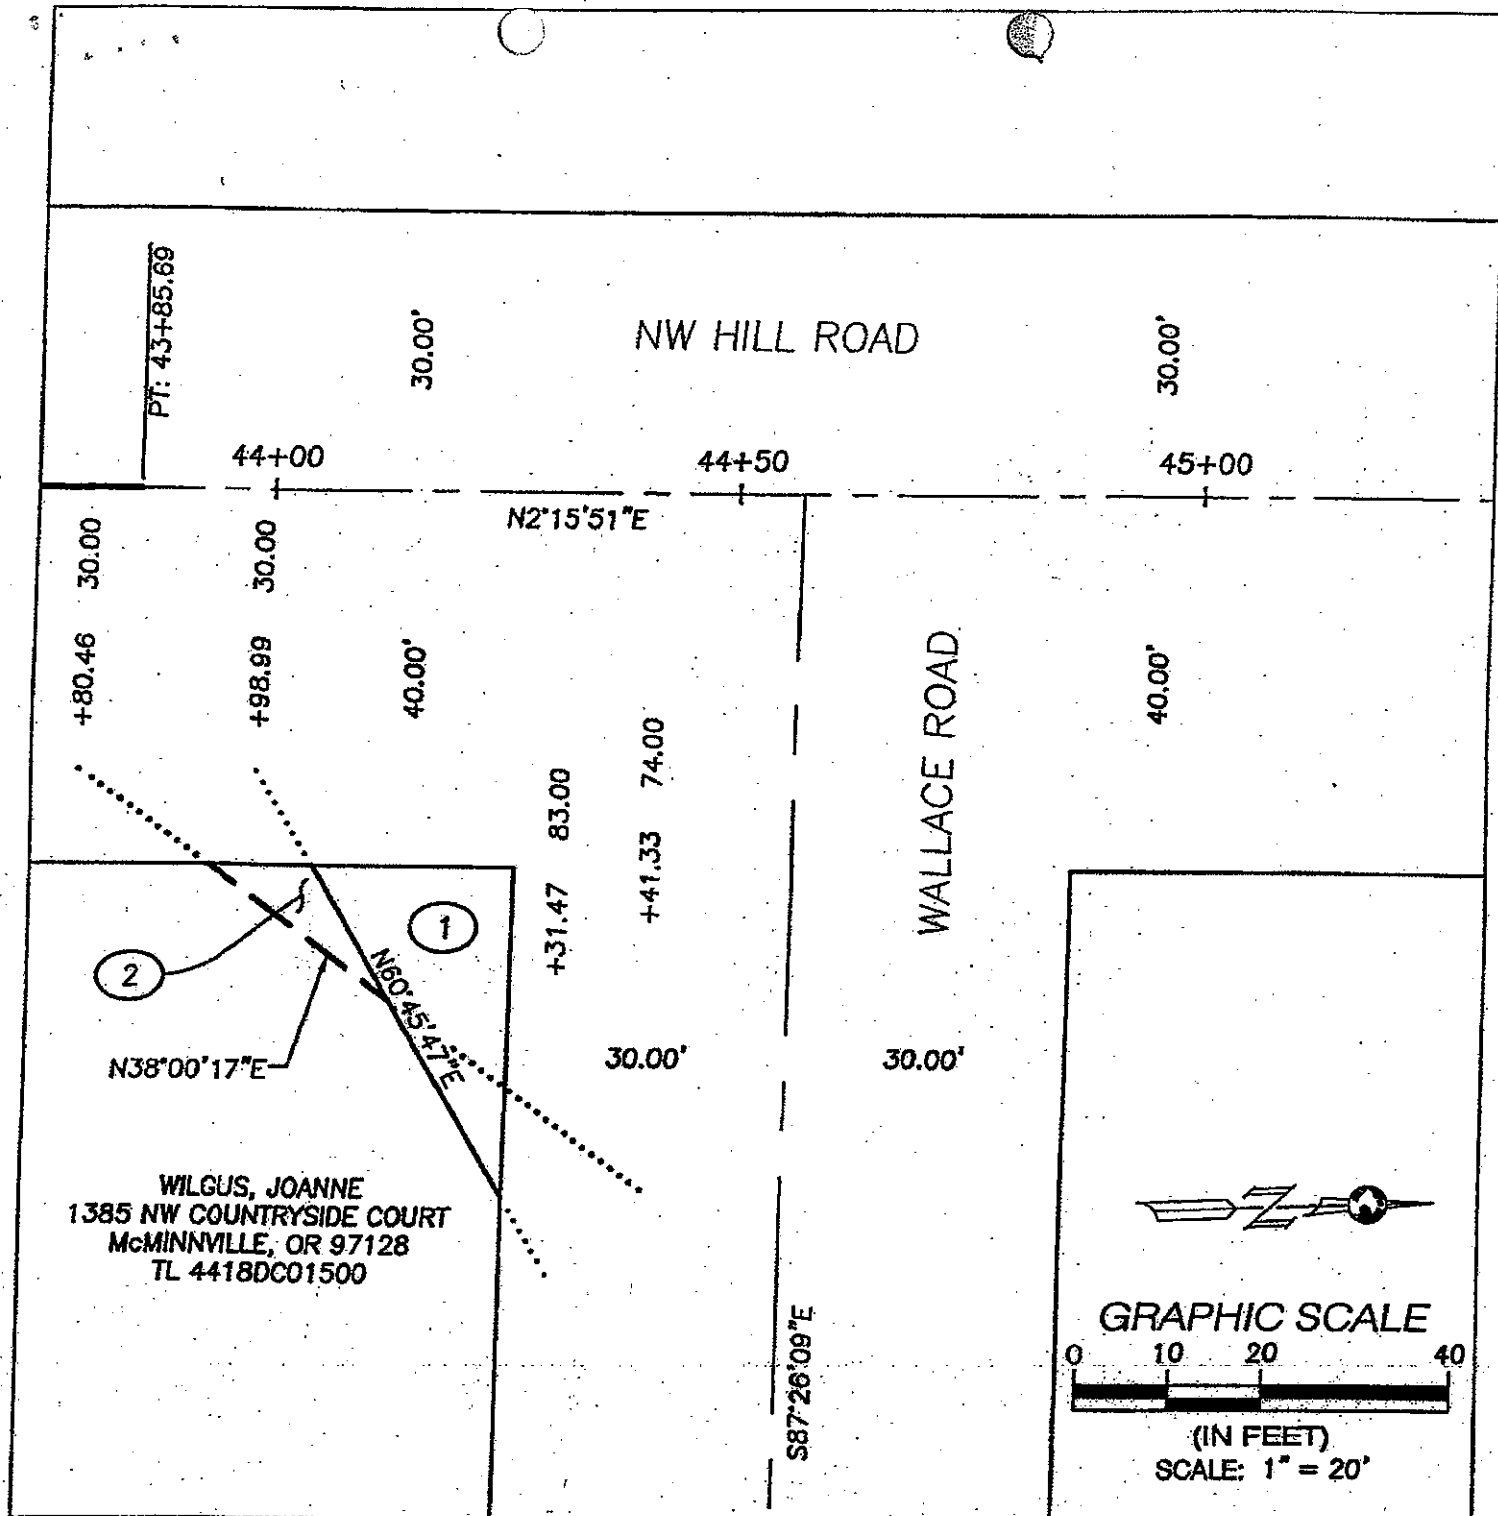 PT: 43+85.69
30.00'
NW HILL ROAD
30.00'
44+00
44+50
45+00
N2°15'51"E
+80.46 30.00
+98.99 30.00
40.00'
+31.47 83.00
+41.33 74.00
WALLACE ROAD
40.00'
1
2
N60°45'47"E
N38°00'17"E
30.00'
30.00'
WILGUS, JOANNE
1385 NW COUNTRYSIDE COURT
McMINNVILLE, OR 97128
TL 4418DC01500
S87°26'09"E
N
GRAPHIC SCALE
0 10 20 40
(IN FEET)
SCALE: 1" = 20'